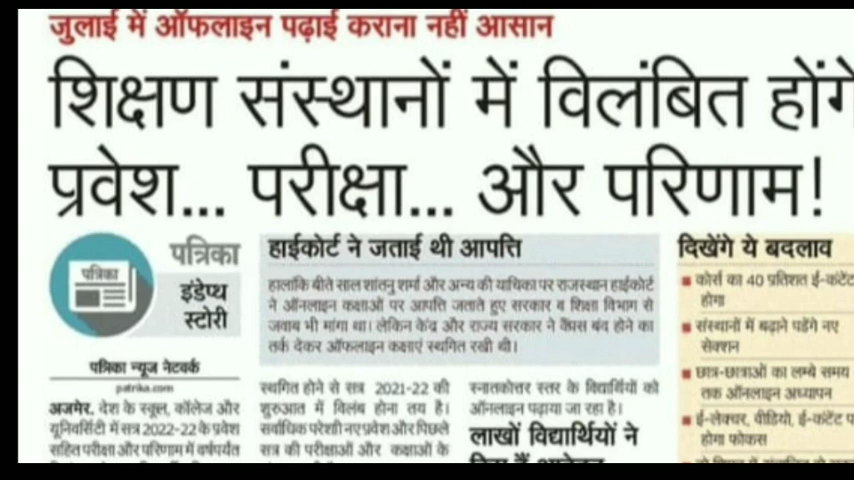 जुलाई में ऑफलाइन पढ़ाई कराना नहीं आसान
शिक्षण संस्थानों में विलंबित होंगे
प्रवेश... परीक्षा... और परिणाम!
पत्रिका
पत्रिका
इंडेप्थ
स्टोरी
पत्रिका न्यूज नेटवर्क
patrika.com
अजमेर. देश के स्कूल, कॉलेज और
यूनिवर्सिटी में सत्र 2022-22 के प्रवेश
सहित परीक्षा और परिणाम में वर्षपर्यंत
हाईकोर्ट ने जताई थी आपत्ति
हालांकि बीते साल शांतनु शर्मा और अन्य की याचिका पर राजस्थान हाईकोर्ट
ने ऑनलाइन कक्षाओं पर आपत्ति जताते हुए सरकार व शिक्षा विभाग से
जवाब भी मांगा था। लेकिन केंद्र और राज्य सरकार ने कैंपस बंद होने का
तर्क देकर ऑफलाइन कक्षाएं स्थगित रखी थी।
स्थगित होने से सत्र 2021-22 की
शुरुआत में विलंब होना तय है।
सर्वाधिक परेशानी नए प्रवेश और पिछले
सत्र की परीक्षाओं और कक्षाओं के
स्नातकोत्तर स्तर के विद्यार्थियों को
ऑनलाइन पढ़ाया जा रहा है।
लाखों विद्यार्थियों ने
दिखेंगे ये बदलाव
कोर्स का 40 प्रतिशत ई-कंटेंट
होगा
संस्थानों में बढ़ाने पड़ेंगे नए
सेक्शन
छात्र-छात्राओं का लम्बे समय
तक ऑनलाइन अध्यापन
ई-लेक्चर, वीडियो, ई-कंटेंट प
होगा फोकस